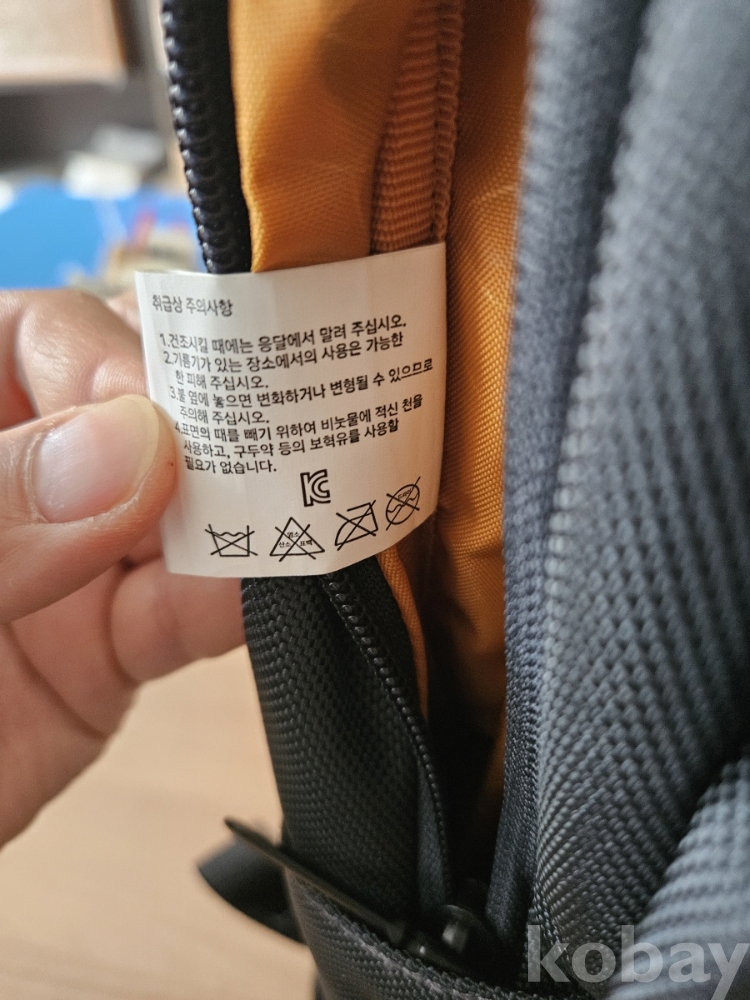 취급상 주의사항
1.건조시킬 때에는 응달에서 말려 주십시오.
2.기름기가 있는 장소에서의 사용은 가능한
한 피해 주십시오.
3.불 옆에 놓으면 변화하거나 변형될 수 있으므로
주의해 주십시오.
4.표면의 때를 빼기 위하여 비눗물에 적신 천을
사용하고, 구두약 등의 보혁유를 사용할
필요가 없습니다.
KC
염소
산소 표백
kobay